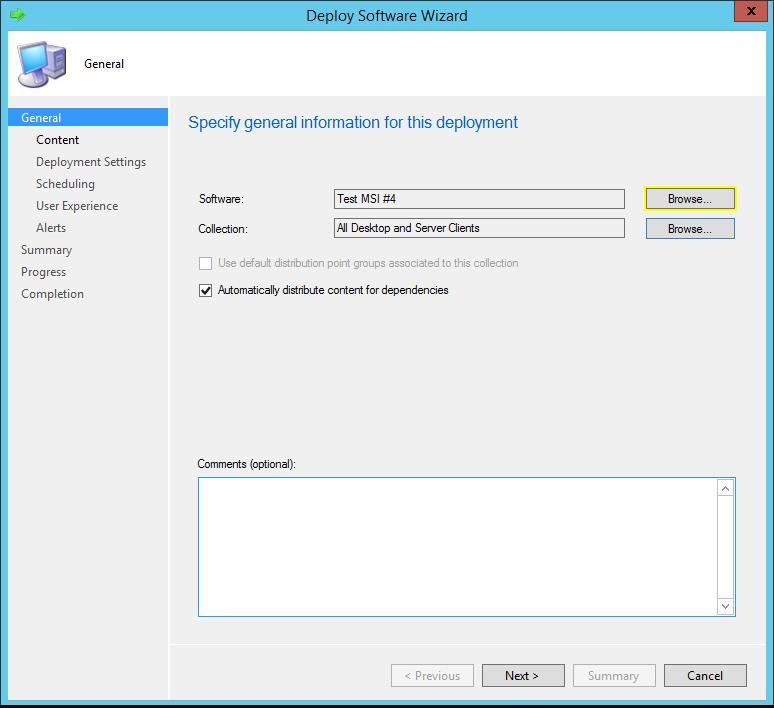 Deploy Software Wizard
x
General
General
Content
Deployment Settings
Scheduling
User Experience
Alerts
Summary
Progress
Completion
Specify general information for this deployment
Software: Test MSI #4 Browse...
Collection: All Desktop and Server Clients Browse...
Use default distribution point groups associated to this collection
Automatically distribute content for dependencies
Comments (optional):
< Previous Next > Summary Cancel